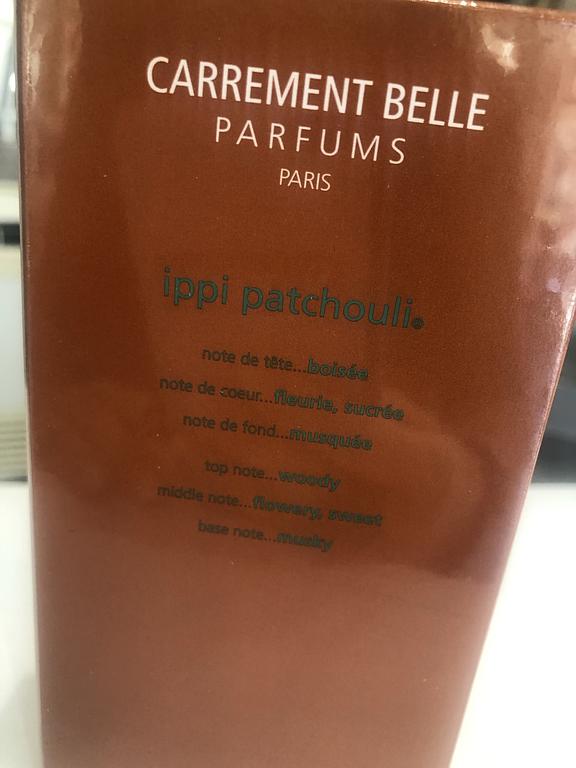 CARREMENT BELLE
PARFUMS
PARIS
ippi patchouli®
note de tête...boisée
note de coeur...fleurie, sucrée
note de fond...musquée
top note...woody
middle note...flowery, sweet
base note...musky